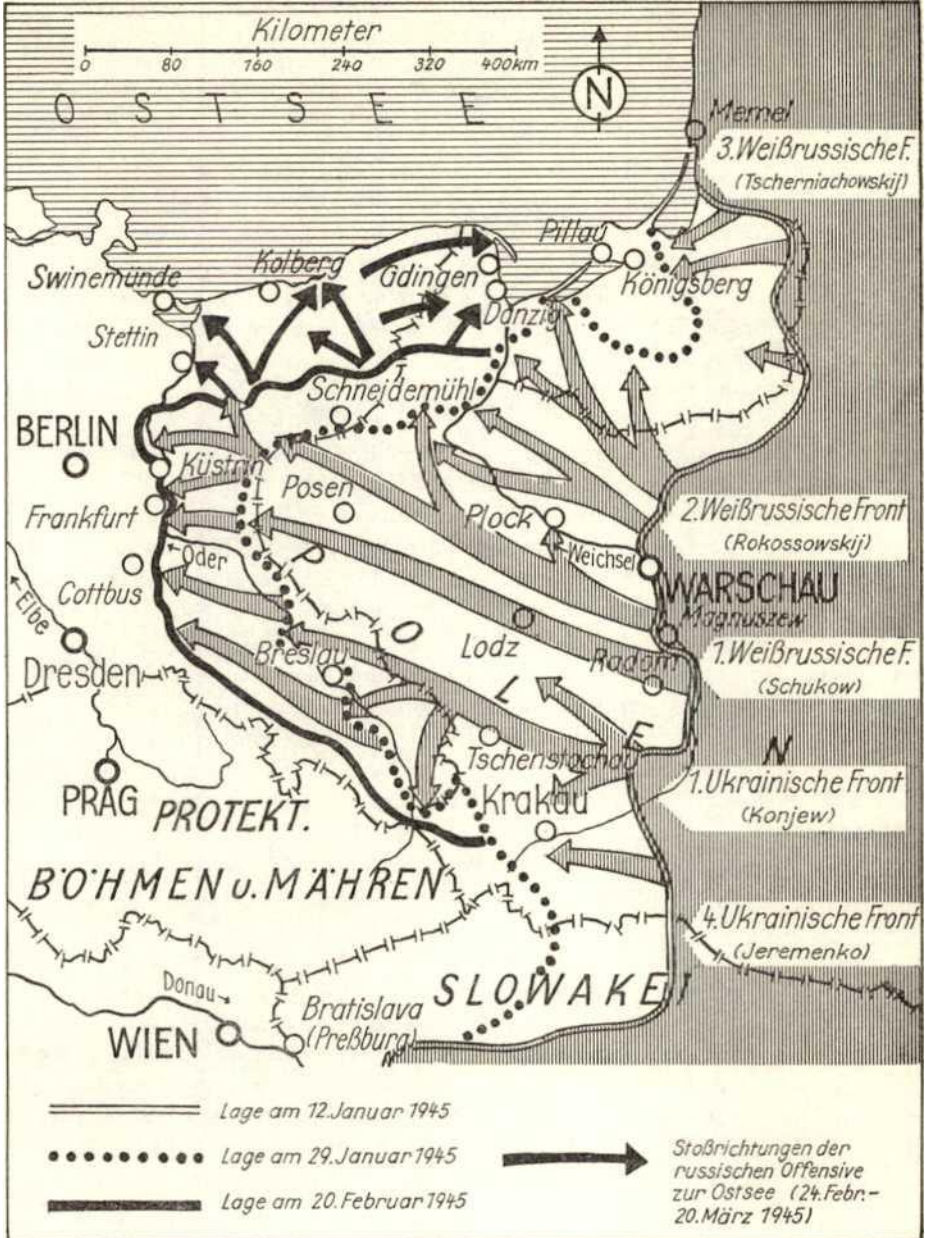 Kilometer
0 80 160 240 320 400km
N
OSTSEE
Memel
3.Weißrussische F.
(Tscherniachowskij)
Pillau
Königsberg
Kolberg
Gdingen
Danzig
Swinemünde
Stettin
Schneidemühl
BERLIN
Küstrin
Posen
Plock
Frankfurt
2.Weißrussische Front
(Rokossowskij)
←Oder
Weichsel
WARSCHAU
Magnuszew
Cottbus
←Elbe
Dresden
Breslau
Lodz
Radom
1.Weißrussische F.
(Schukow)
POLEN
Tschenstochau
Krakau
1.Ukrainische Front
(Konjew)
PRAG
PROTEKT.
BÖHMEN u. MÄHREN
4.Ukrainische Front
(Jeremenko)
SLOWAKEI
Donau→
WIEN
Bratislava
(Preßburg)
Lage am 12.Januar 1945
Lage am 29.Januar 1945
Lage am 20.Februar 1945
Stoßrichtungen der
russischen Offensive
zur Ostsee (24.Febr.-
20.März 1945)